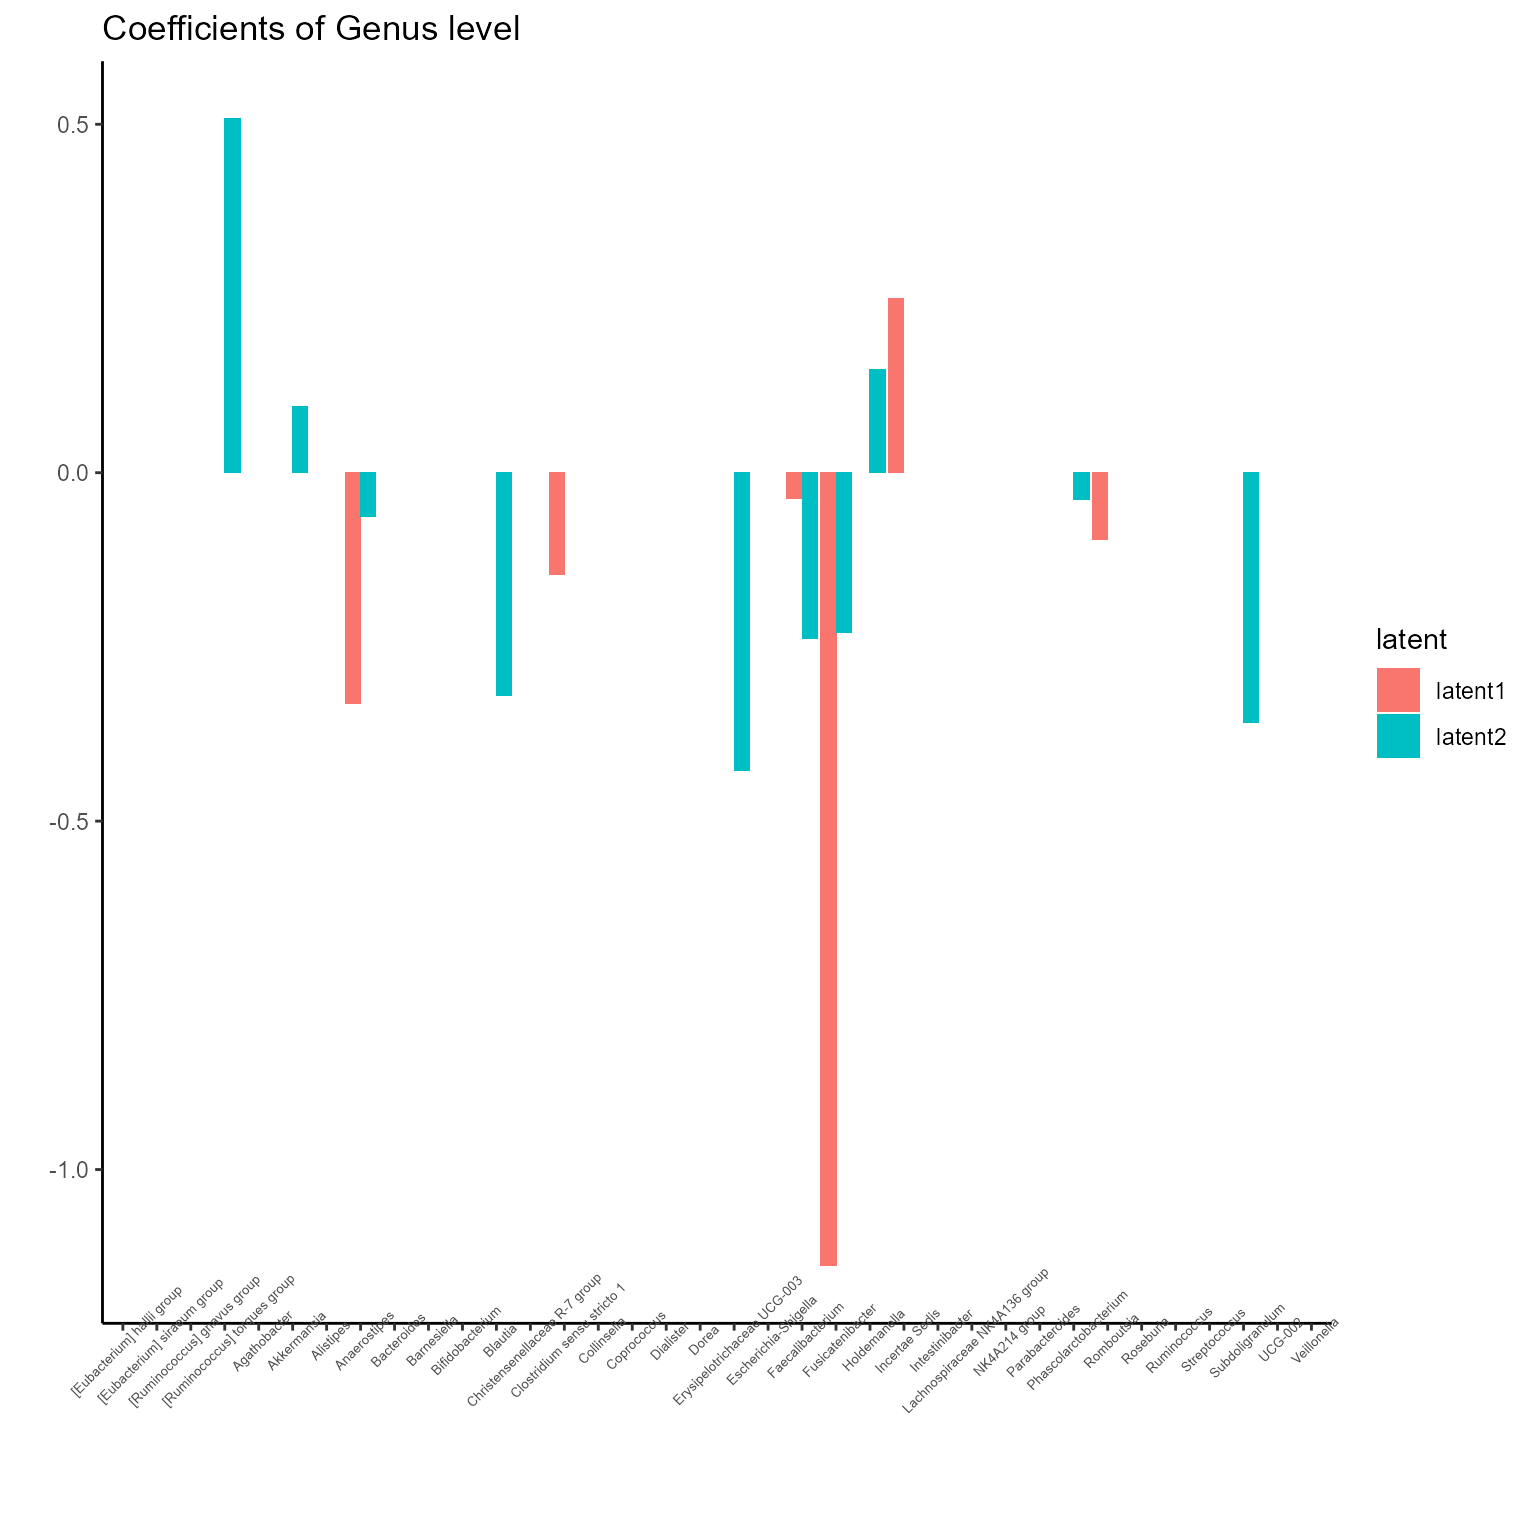 Coefficients of Genus level
0.5
0.0
-0.5
-1.0
[Eubacterium] hallii group
[Eubacterium] siraeum group
[Ruminococcus] gnavus group
[Ruminococcus] torques group
Agathobacter
Akkermansia
Alistipes
Anaerostipes
Bacteroides
Barnesiella
Bifidobacterium
Blautia
Christensenellaceae R-7 group
Clostridium sensu stricto 1
Collinsella
Coprococcus
Dialister
Dorea
Erysipelotrichaceae UCG-003
Escherichia-Shigella
Faecalibacterium
Fusicatenibacter
Holdemanella
Incertae Sedis
Intestinibacter
Lachnospiraceae NK4A136 group
NK4A214 group
Parabacteroides
Phascolarctobacterium
Romboutsia
Roseburia
Ruminococcus
Streptococcus
Subdoligranulum
UCG-002
Veillonella
latent
latent1
latent2